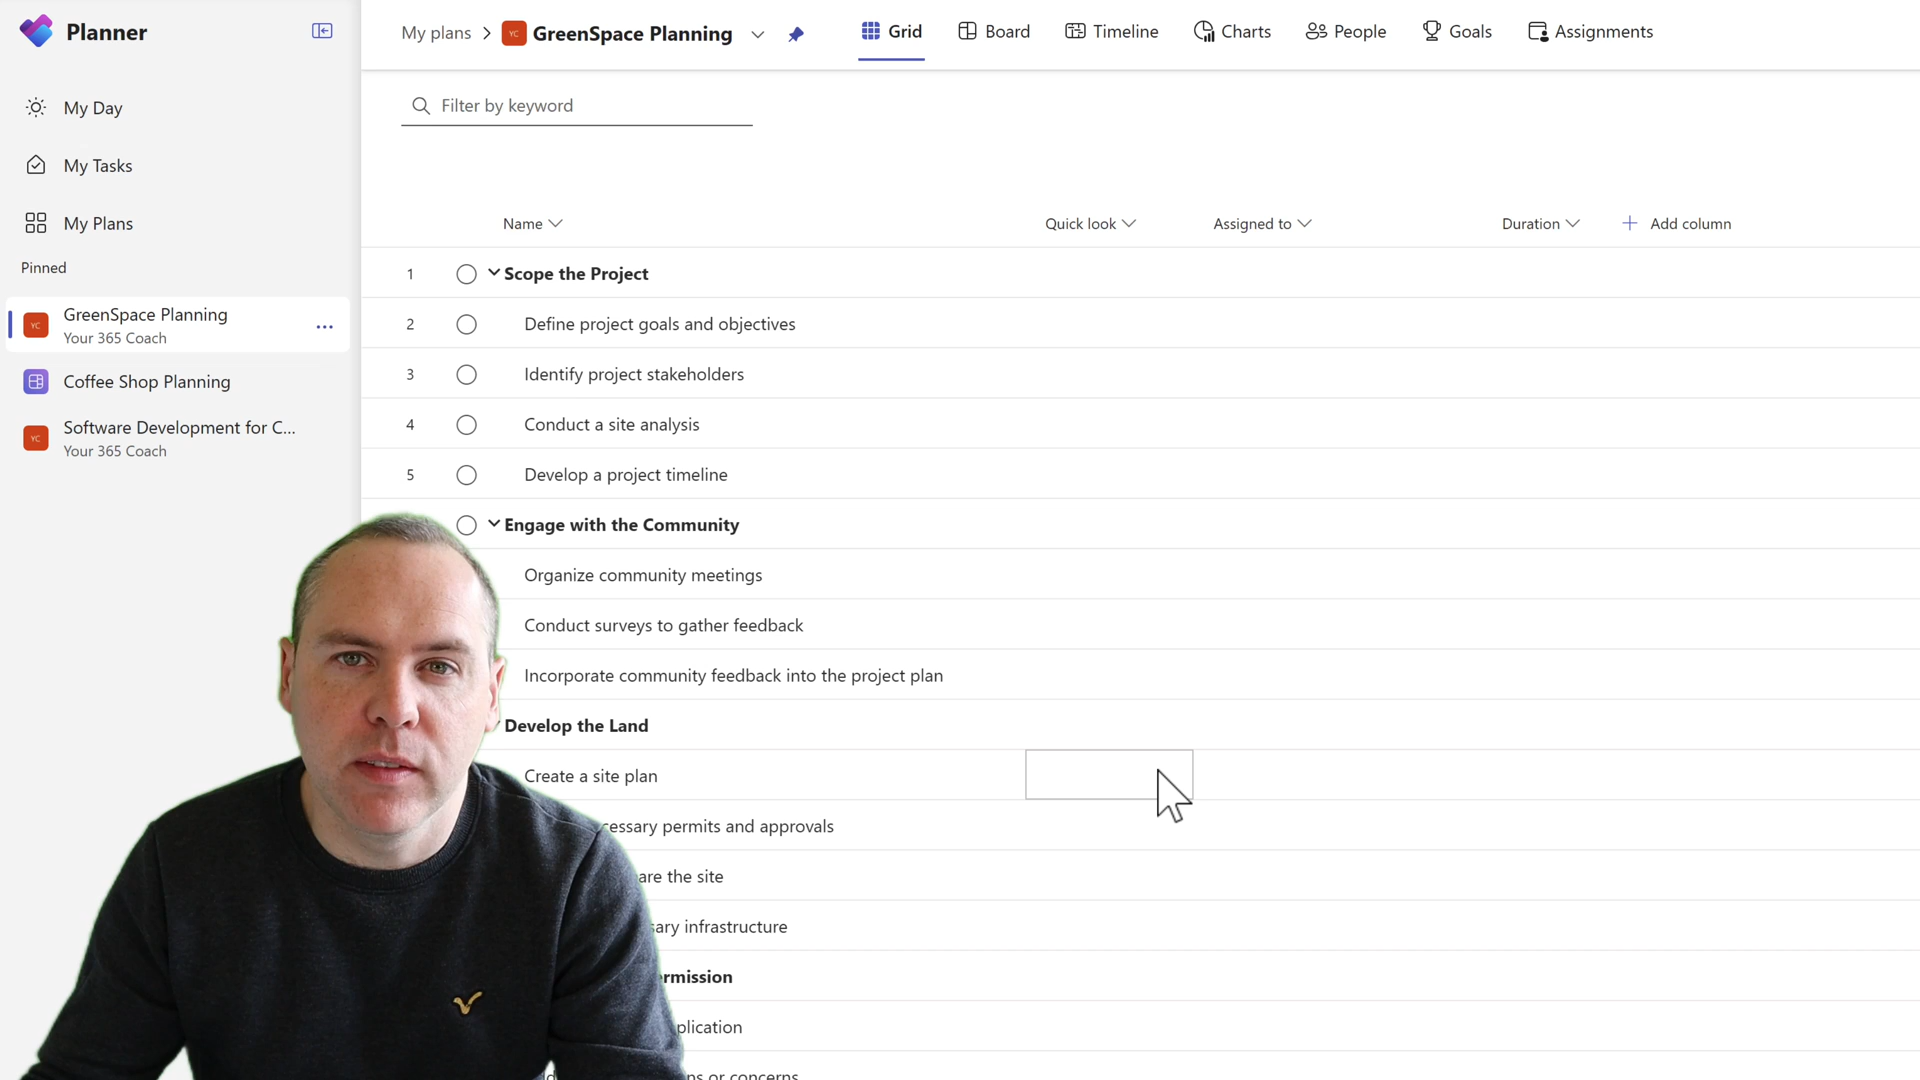 Planner
My Day
My Tasks
My Plans
Pinned
GreenSpace Planning
Your 365 Coach
Coffee Shop Planning
Software Development for C...
Your 365 Coach
My plans
YC GreenSpace Planning
Grid
Board
Timeline
Charts
People
Goals
Assignments
Filter by keyword
Name
Quick look
Assigned to
Duration
Add column
1 Scope the Project
2 Define project goals and objectives
3 Identify project stakeholders
4 Conduct a site analysis
5 Develop a project timeline
Engage with the Community
Organize community meetings
Conduct surveys to gather feedback
Incorporate community feedback into the project plan
Develop the Land
Create a site plan
permits and approvals
the site
infrastructure
or concerns